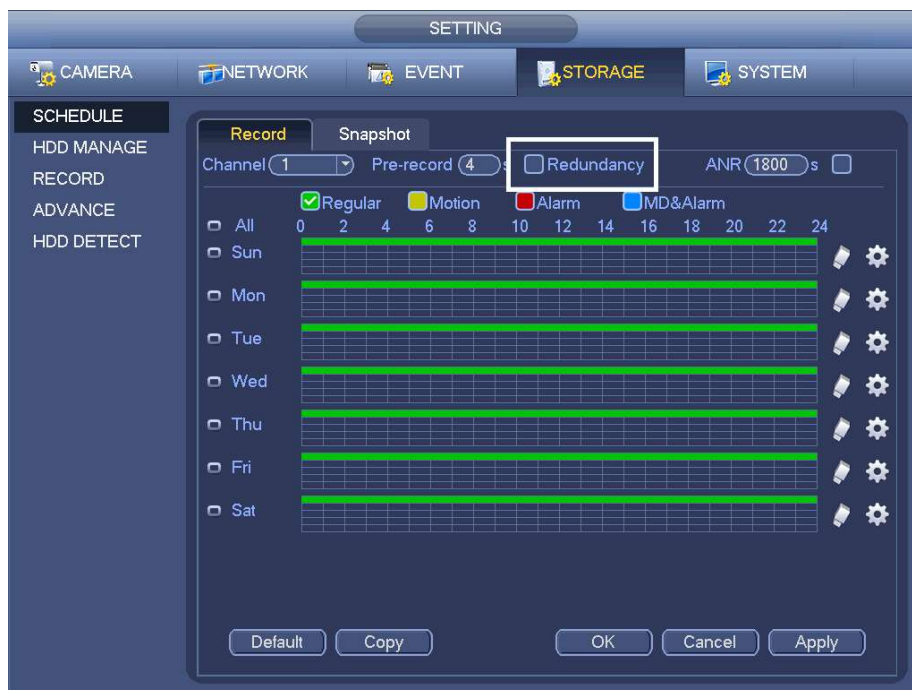 SETTING
CAMERA NETWORK EVENT STORAGE SYSTEM
SCHEDULE
HDD MANAGE
RECORD
ADVANCE
HDD DETECT
Record Snapshot
Channel 1 Pre-record 4 s Redundancy ANR 1800 s
Regular Motion Alarm MD&Alarm
All 0 2 4 6 8 10 12 14 16 18 20 22 24
Sun
Mon
Tue
Wed
Thu
Fri
Sat
Default Copy OK Cancel Apply